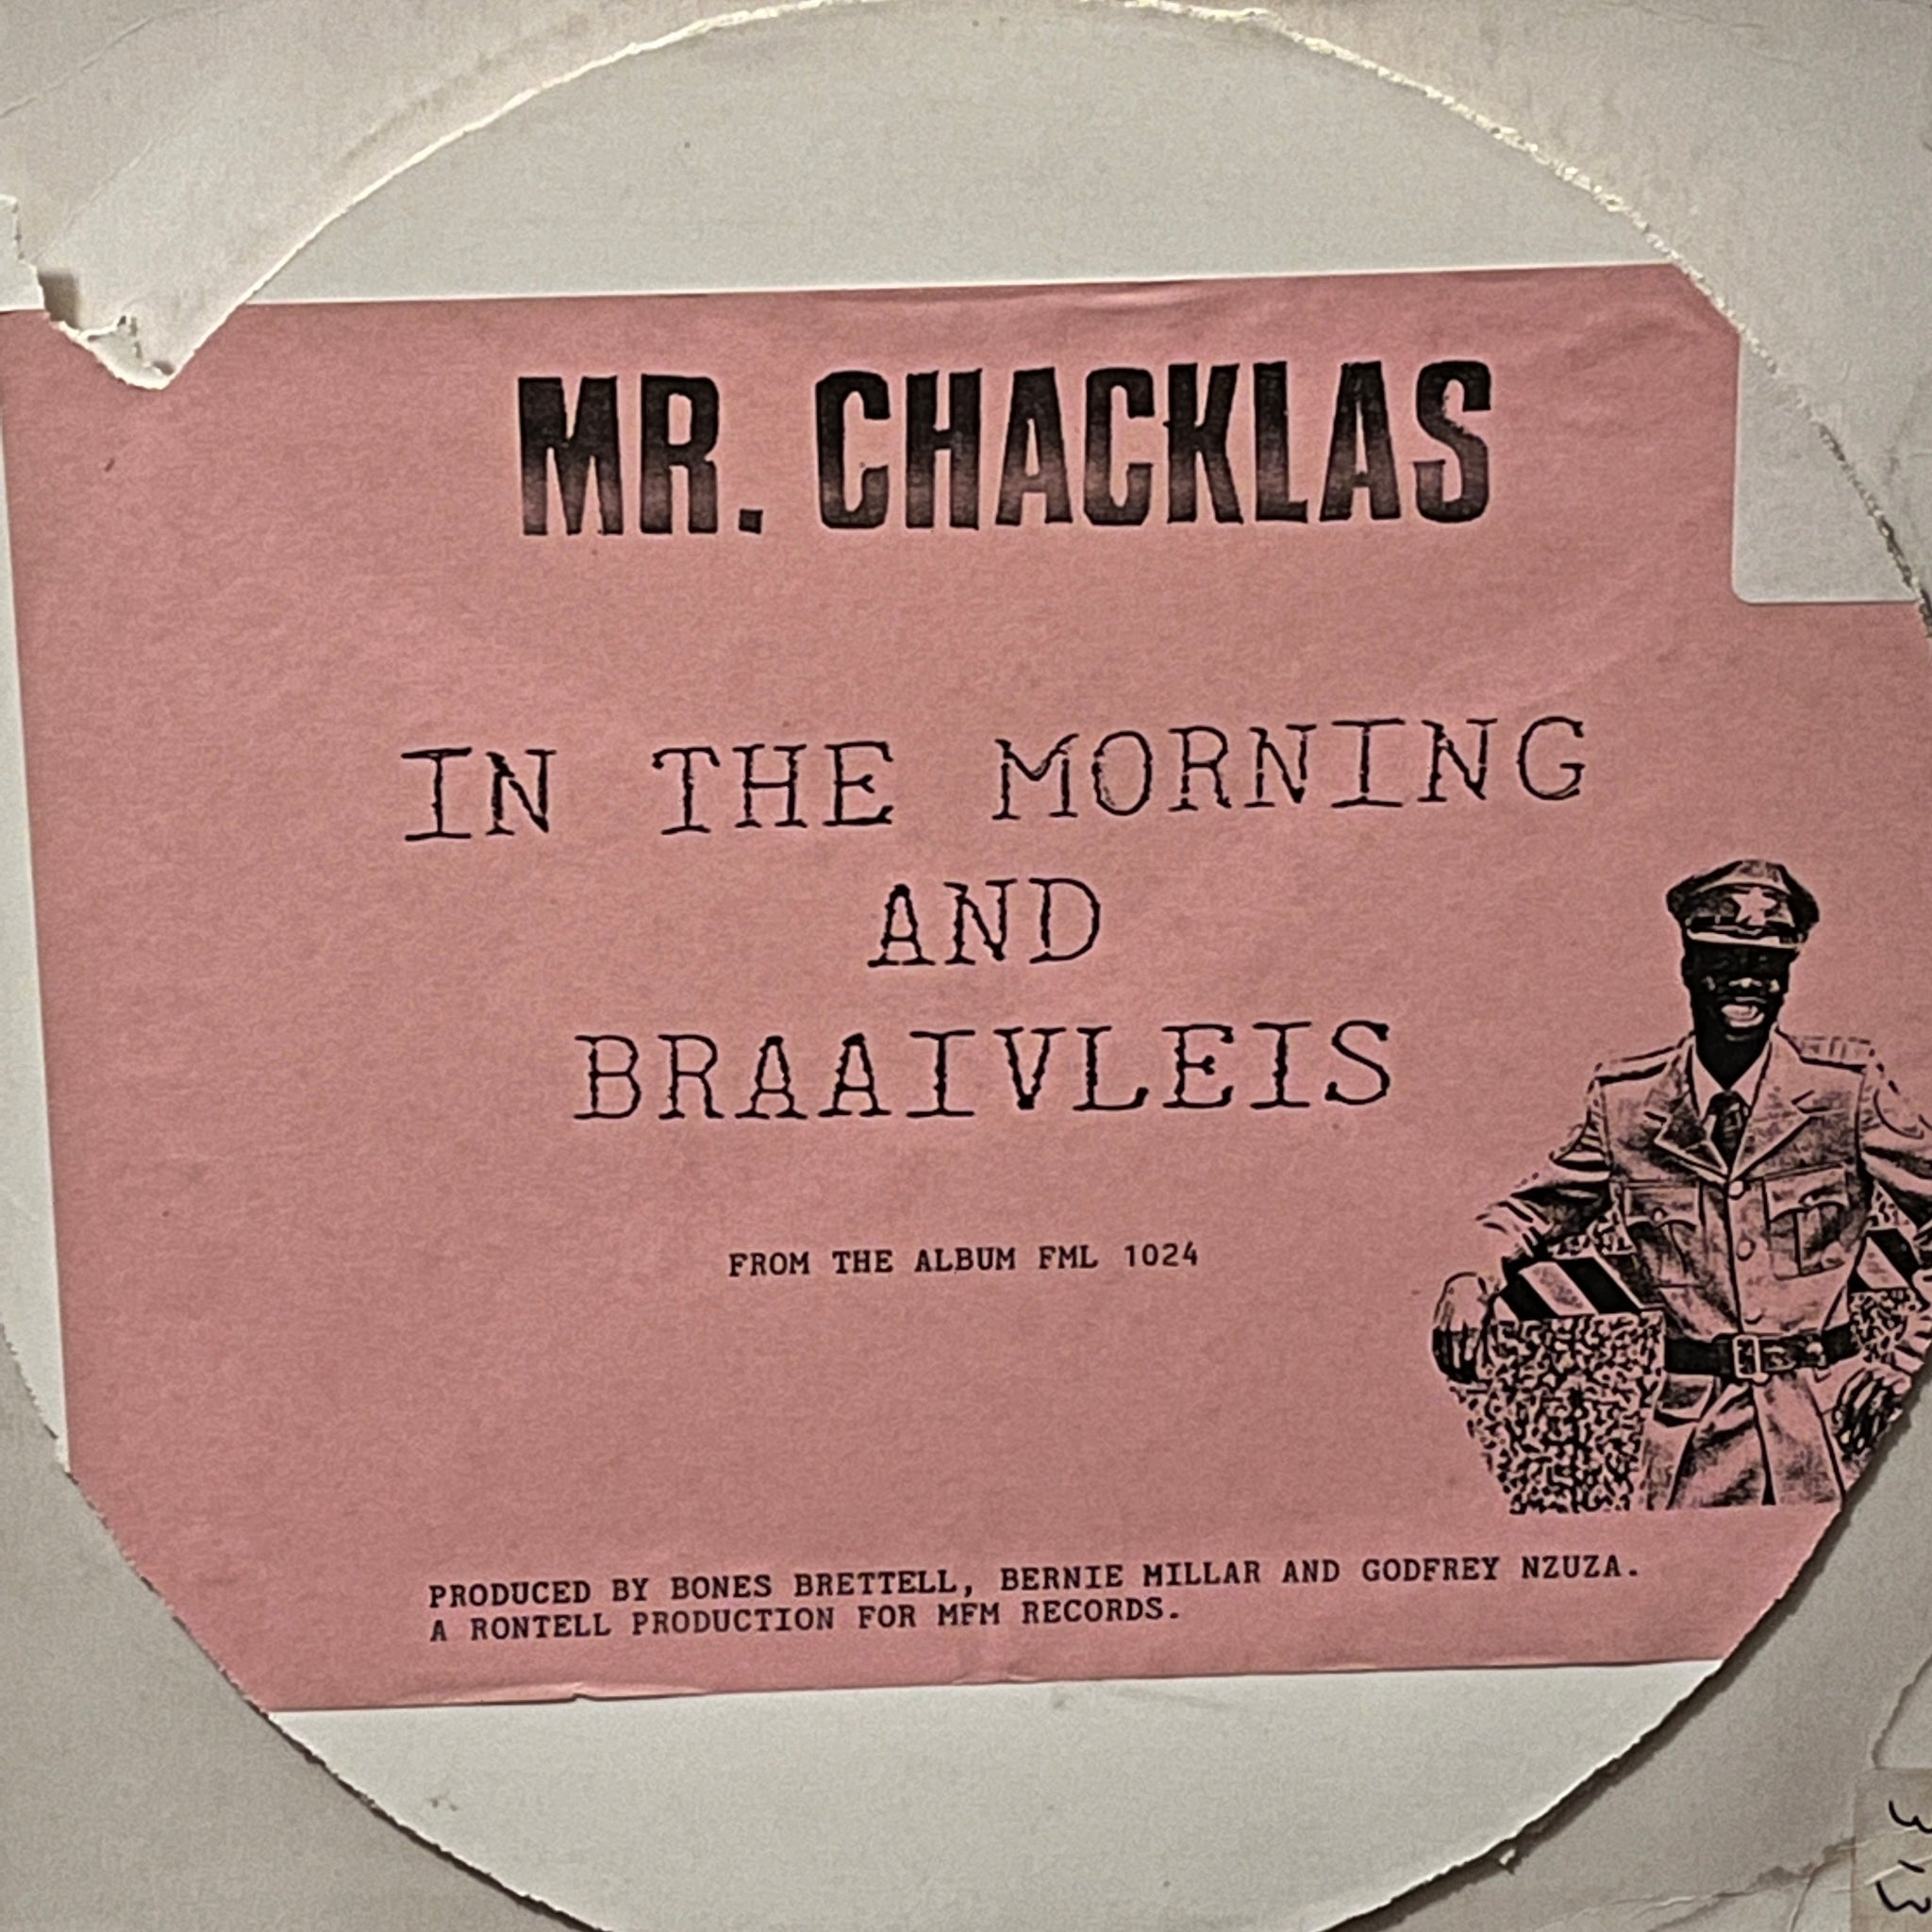 MR. CHACKLAS
IN THE MORNING
AND
BRAAIVLEIS
FROM THE ALBUM FML 1024
PRODUCED BY BONES BRETTELL, BERNIE MILLAR AND GODFREY NZUZA.
A RONTELL PRODUCTION FOR MFM RECORDS.